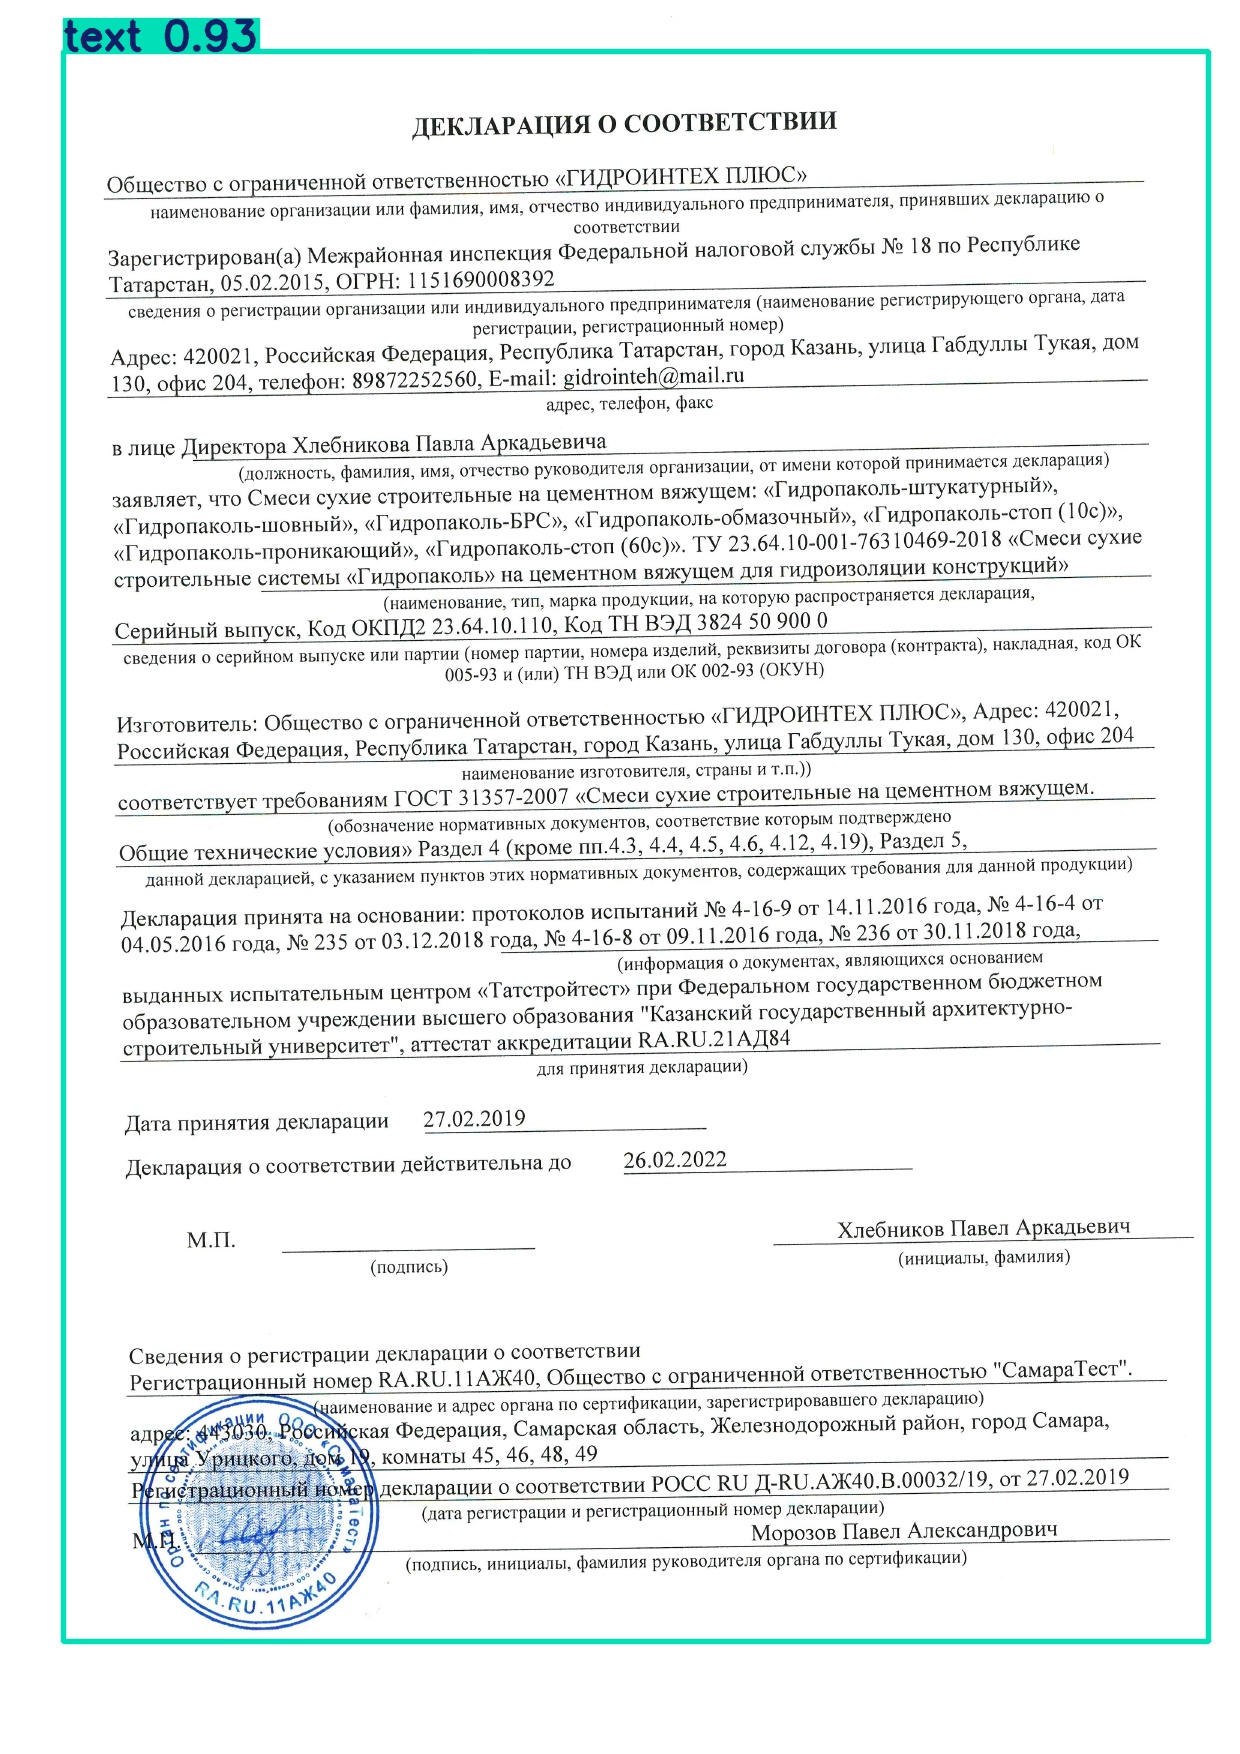 text 0.93
ДЕКЛАРАЦИЯ О СООТВЕТСТВИИ
Общество с ограниченной ответственностью «ГИДРОИНТЕХ ПЛЮС»
наименование организации или фамилия, имя, отчество индивидуального предпринимателя, принявших декларацию о
соответствии
Зарегистрирован(а) Межрайонная инспекция Федеральной налоговой службы № 18 по Республике
Татарстан, 05.02.2015, ОГРН: 1151690008392
сведения о регистрации организации или индивидуального предпринимателя (наименование регистрирующего органа, дата
регистрации, регистрационный номер)
Адрес: 420021, Российская Федерация, Республика Татарстан, город Казань, улица Габдуллы Тукая, дом
130, офис 204, телефон: 89872252560, E-mail: gidrointeh@mail.ru
адрес, телефон, факс
в лице Директора Хлебникова Павла Аркадьевича
(должность, фамилия, имя, отчество руководителя организации, от имени которой принимается декларация)
заявляет, что Смеси сухие строительные на цементном вяжущем: «Гидропаколь-штукатурный»,
«Гидропаколь-шовный», «Гидропаколь-БРС», «Гидропаколь-обмазочный», «Гидропаколь-стоп (10с)»,
«Гидропаколь-проникающий», «Гидропаколь-стоп (60с)». ТУ 23.64.10-001-76310469-2018 «Смеси сухие
строительные системы «Гидропаколь» на цементном вяжущем для гидроизоляции конструкций»
(наименование, тип, марка продукции, на которую распространяется декларация,
Серийный выпуск, Код ОКПД2 23.64.10.110, Код ТН ВЭД 3824 50 900 0
сведения о серийном выпуске или партии (номер партии, номера изделий, реквизиты договора (контракта), накладная, код ОК
005-93 и (или) ТН ВЭД или ОК 002-93 (ОКУН)
Изготовитель: Общество с ограниченной ответственностью «ГИДРОИНТЕХ ПЛЮС», Адрес: 420021,
Российская Федерация, Республика Татарстан, город Казань, улица Габдуллы Тукая, дом 130, офис 204
наименование изготовителя, страны и т.п.))
соответствует требованиям ГОСТ 31357-2007 «Смеси сухие строительные на цементном вяжущем.
(обозначение нормативных документов, соответствие которым подтверждено
Общие технические условия» Раздел 4 (кроме пп.4.3, 4.4, 4.5, 4.6, 4.12, 4.19), Раздел 5,
данной декларацией, с указанием пунктов этих нормативных документов, содержащих требования для данной продукции)
Декларация принята на основании: протоколов испытаний № 4-16-9 от 14.11.2016 года, № 4-16-4 от
04.05.2016 года, № 235 от 03.12.2018 года, № 4-16-8 от 09.11.2016 года, № 236 от 30.11.2018 года,
(информация о документах, являющихся основанием
выданных испытательным центром «Татстройтест» при Федеральном государственном бюджетном
образовательном учреждении высшего образования "Казанский государственный архитектурно-
строительный университет", аттестат аккредитации RA.RU.21АД84
для принятия декларации)
Дата принятия декларации 27.02.2019
Декларация о соответствии действительна до 26.02.2022
М.П. Хлебников Павел Аркадьевич
(подпись) (инициалы, фамилия)
Сведения о регистрации декларации о соответствии
Регистрационный номер RA.RU.11АЖ40, Общество с ограниченной ответственностью "СамараТест".
(наименование и адрес органа по сертификации, зарегистрировавшего декларацию)
адрес: 443030, Российская Федерация, Самарская область, Железнодорожный район, город Самара,
улица Урицкого, дом 19, комнаты 45, 46, 48, 49
Регистрационный номер декларации о соответствии РОСС RU Д-RU.АЖ40.В.00032/19, от 27.02.2019
(дата регистрации и регистрационный номер декларации)
М.П. Морозов Павел Александрович
(подпись, инициалы, фамилия руководителя органа по сертификации)
Орган по сертификации ООО «СамараТест»
RA.RU.11АЖ40